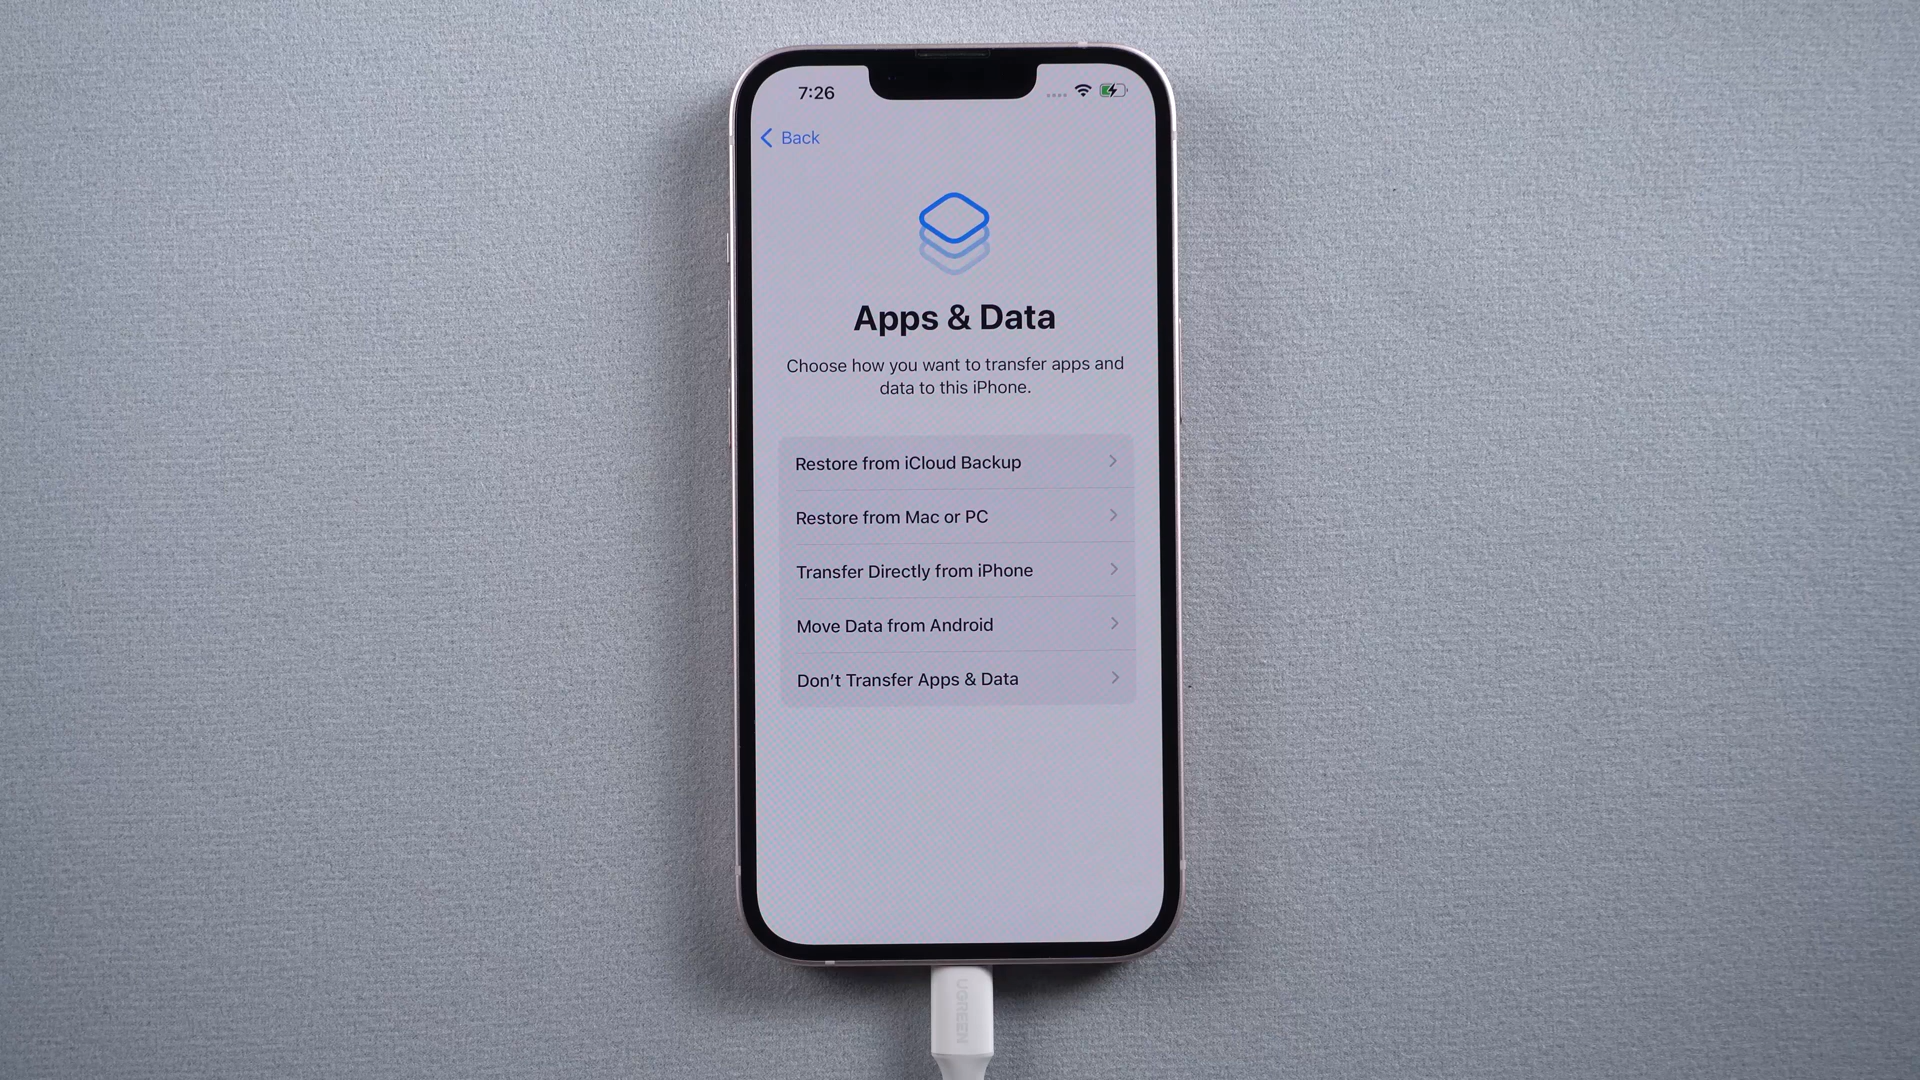 7:26
Back
Apps & Data
Choose how you want to transfer apps and
data to this iPhone.
Restore from iCloud Backup
Restore from Mac or PC
Transfer Directly from iPhone
Move Data from Android
Don’t Transfer Apps & Data
UGREEN